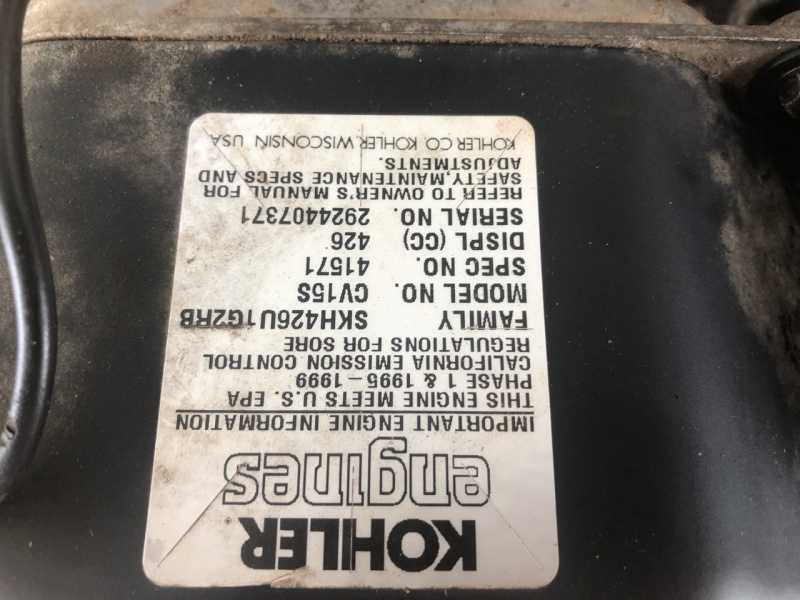 KOHLER
engines
IMPORTANT ENGINE INFORMATION
THIS ENGINE MEETS U.S. EPA
PHASE 1 & 1995-1999
CALIFORNIA EMISSION CONTROL
REGULATIONS FOR SORE
FAMILY SKH426U1G2RB
MODEL NO. CV15S
SPEC NO. 41571
DISPL (CC) 426
SERIAL NO. 2924407371
REFER TO OWNER'S MANUAL FOR
SAFETY, MAINTENANCE SPECS AND
ADJUSTMENTS.
KOHLER CO. KOHLER, WISCONSIN USA